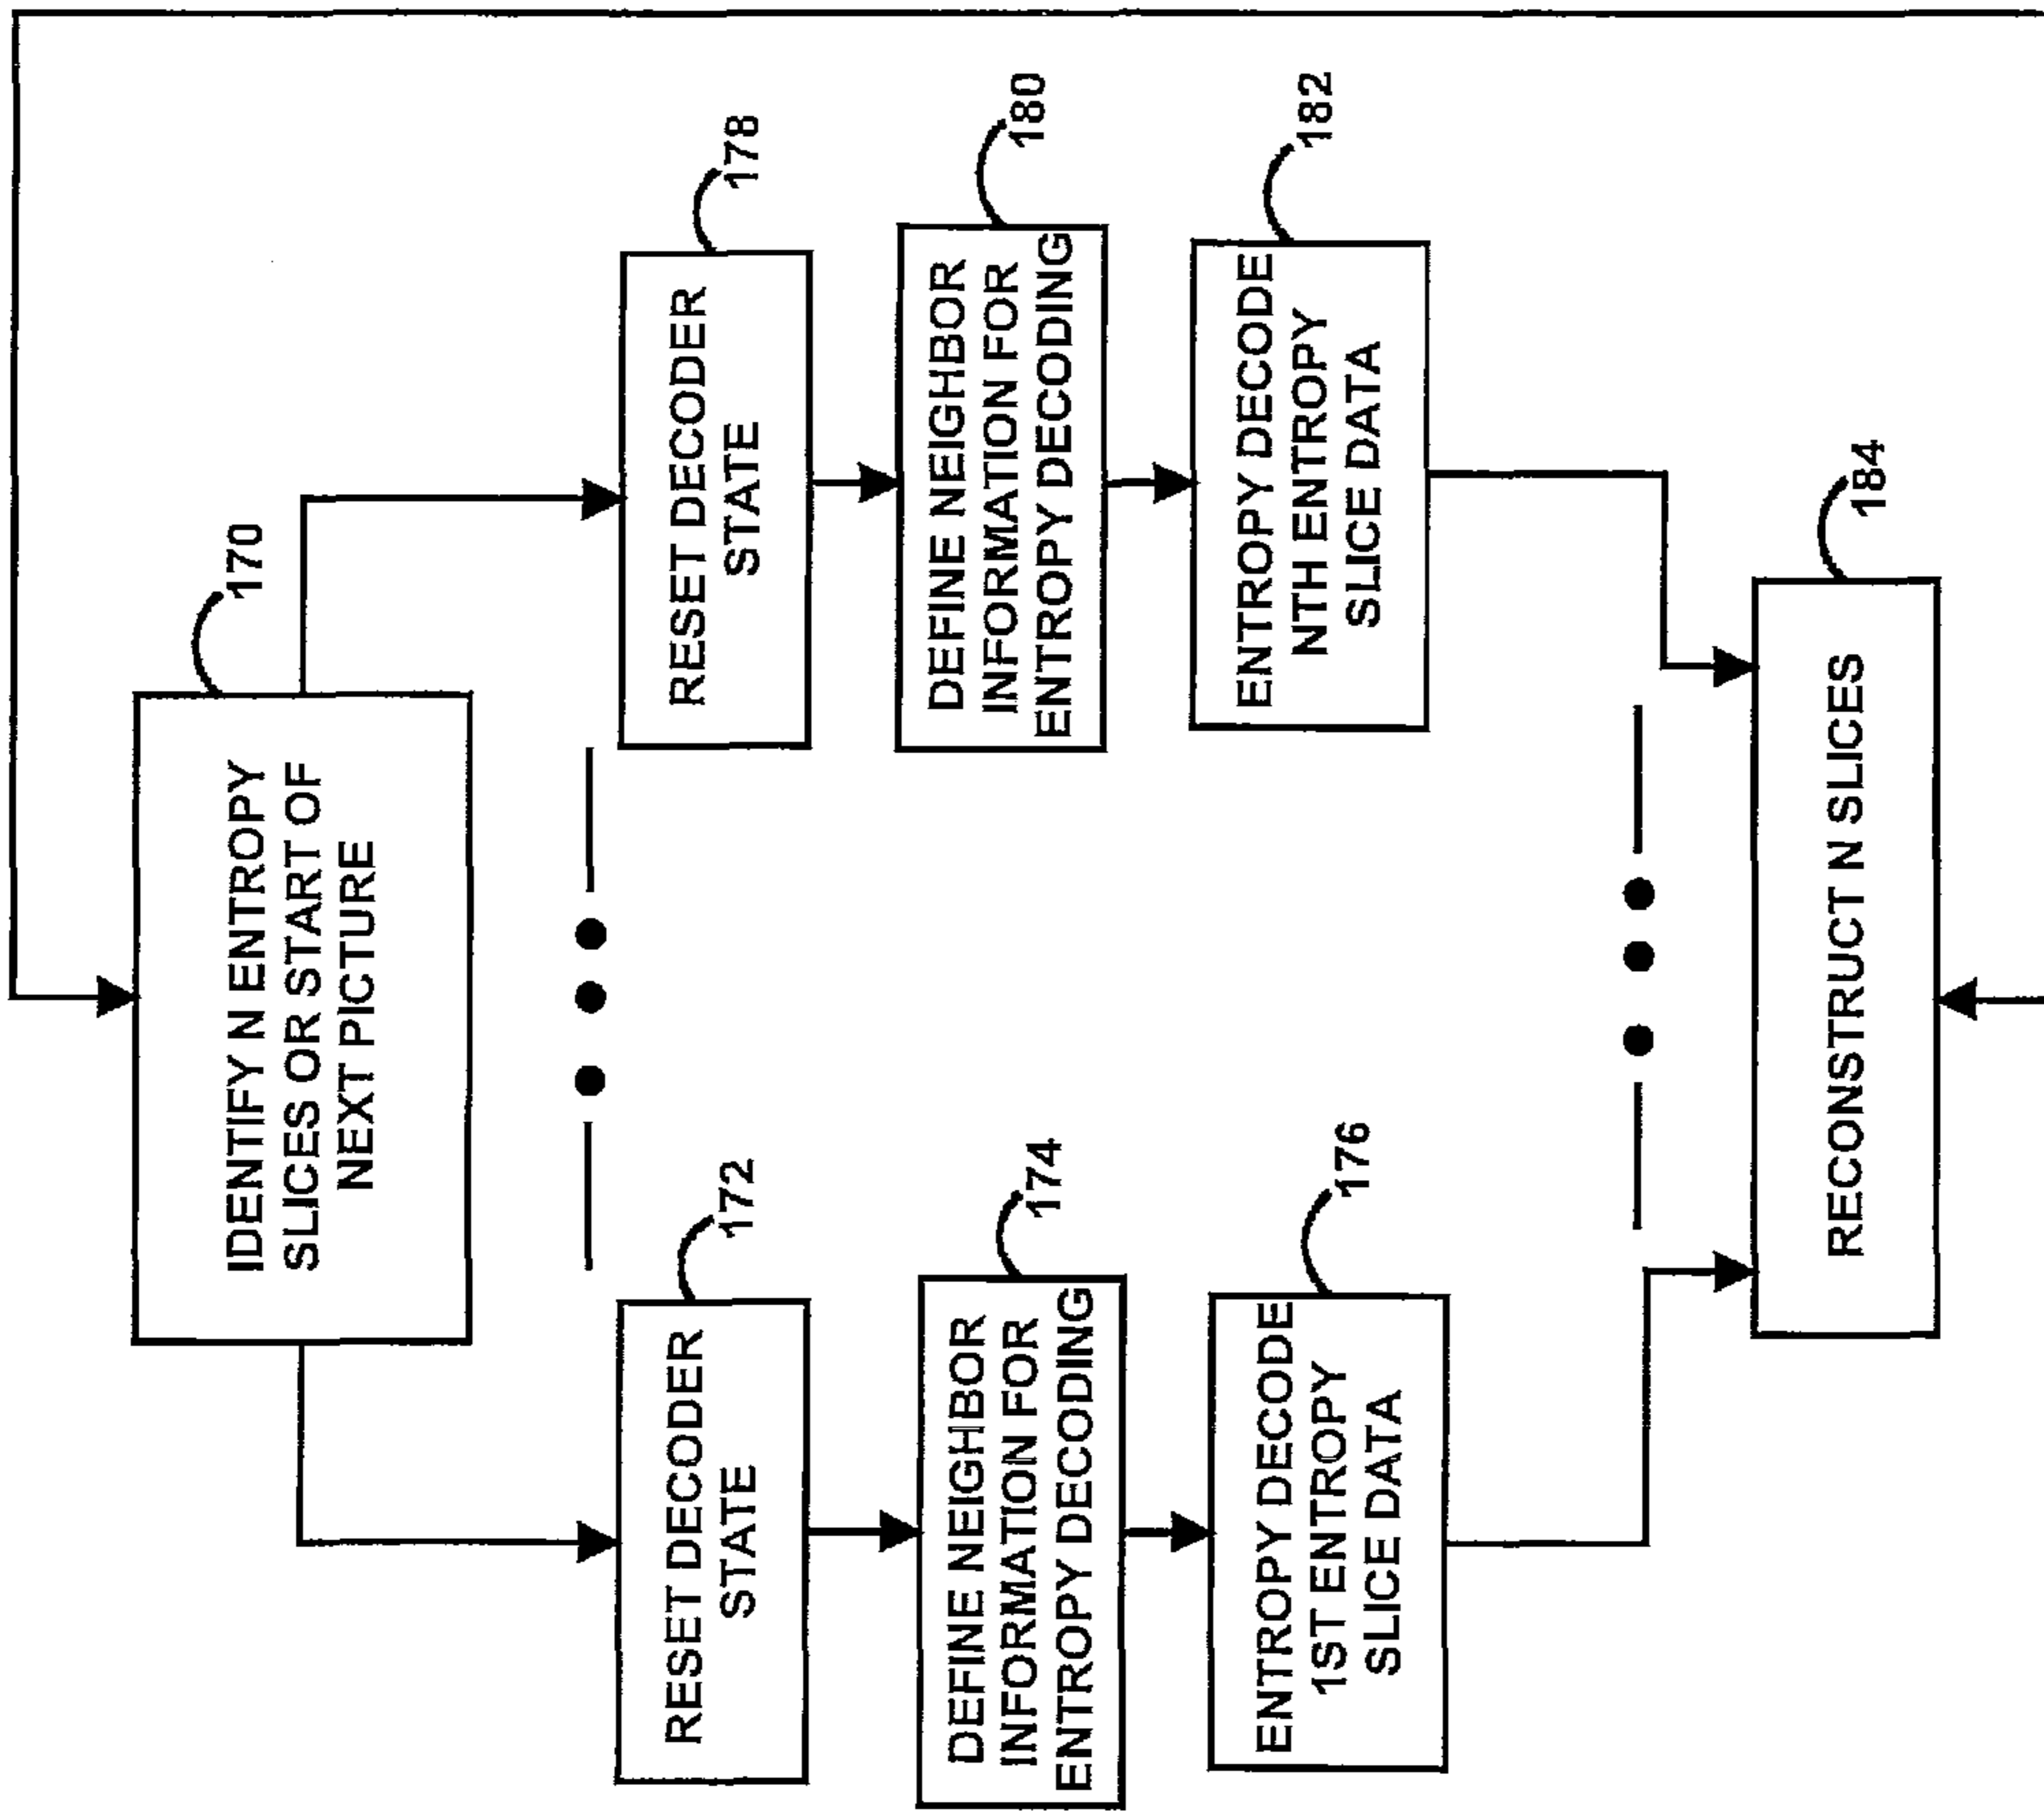 170
IDENTIFY N ENTROPY
SLICES OR START OF
NEXT PICTURE
172
RESET DECODER
STATE
178
RESET DECODER
STATE
174
DEFINE NEIGHBOR
INFORMATION FOR
ENTROPY DECODING
180
DEFINE NEIGHBOR
INFORMATION FOR
ENTROPY DECODING
176
ENTROPY DECODE
1ST ENTROPY
SLICE DATA
182
ENTROPY DECODE
NTH ENTROPY
SLICE DATA
184
RECONSTRUCT N SLICES